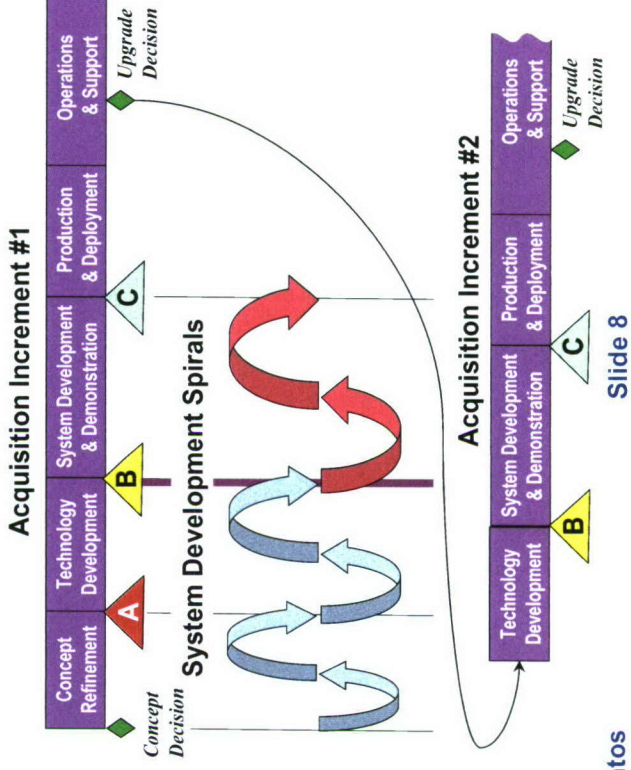 Acquisition Increment #1
Concept
Refinement
Technology
Development
System Development
& Demonstration
Production
& Deployment
Operations
& Support
A
B
C
Concept
Decision
Upgrade
Decision
System Development Spirals
Acquisition Increment #2
Technology
Development
System Development
& Demonstration
Production
& Deployment
Operations
& Support
B
C
Upgrade
Decision
Slide 8
ntos